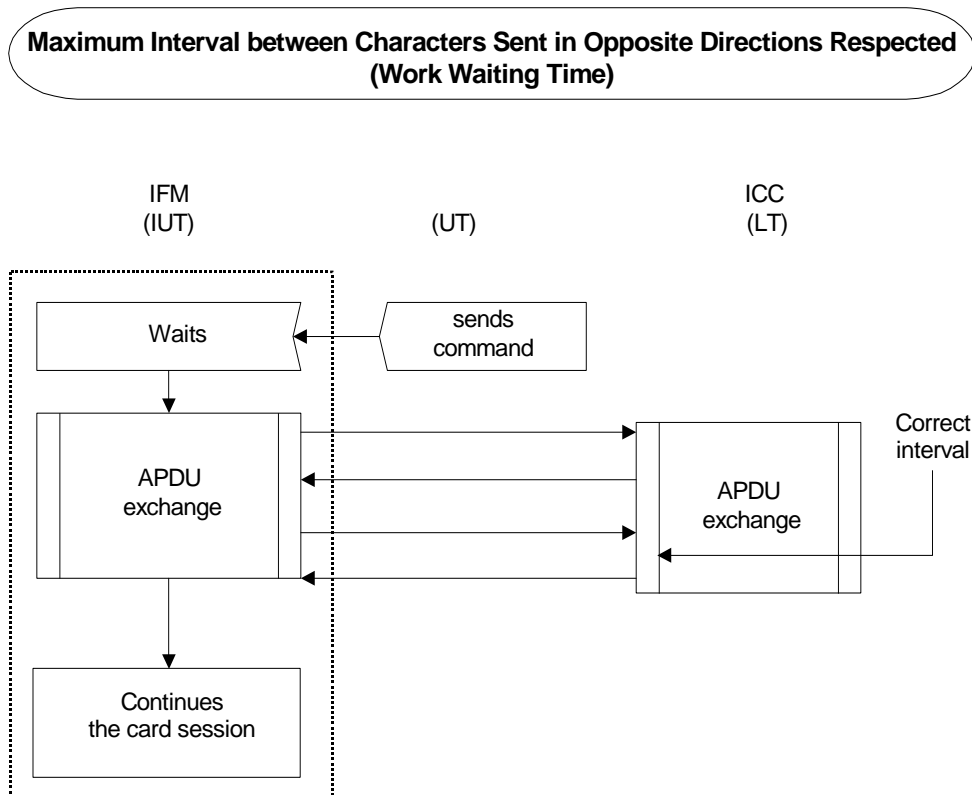 Maximum Interval between Characters Sent in Opposite Directions Respected
(Work Waiting Time)
IFM
(IUT)
(UT)
ICC
(LT)
Waits
sends
command
APDU
exchange
APDU
exchange
Correct
interval
Continues
the card session